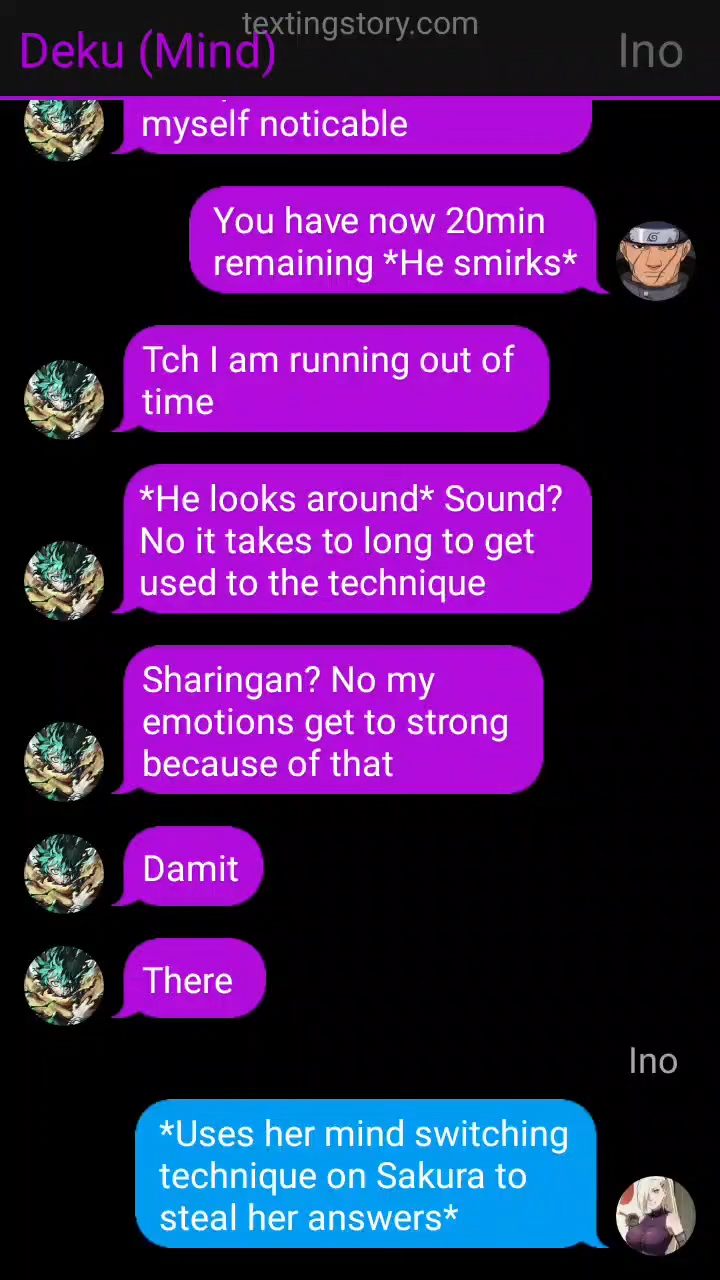 textingstory.com
Deku (Mind)
Ino
myself noticable
You have now 20min
remaining *He smirks*
Tch I am running out of
time
*He looks around* Sound?
No it takes to long to get
used to the technique
Sharingan? No my
emotions get to strong
because of that
Damit
There
Ino
*Uses her mind switching
technique on Sakura to
steal her answers*